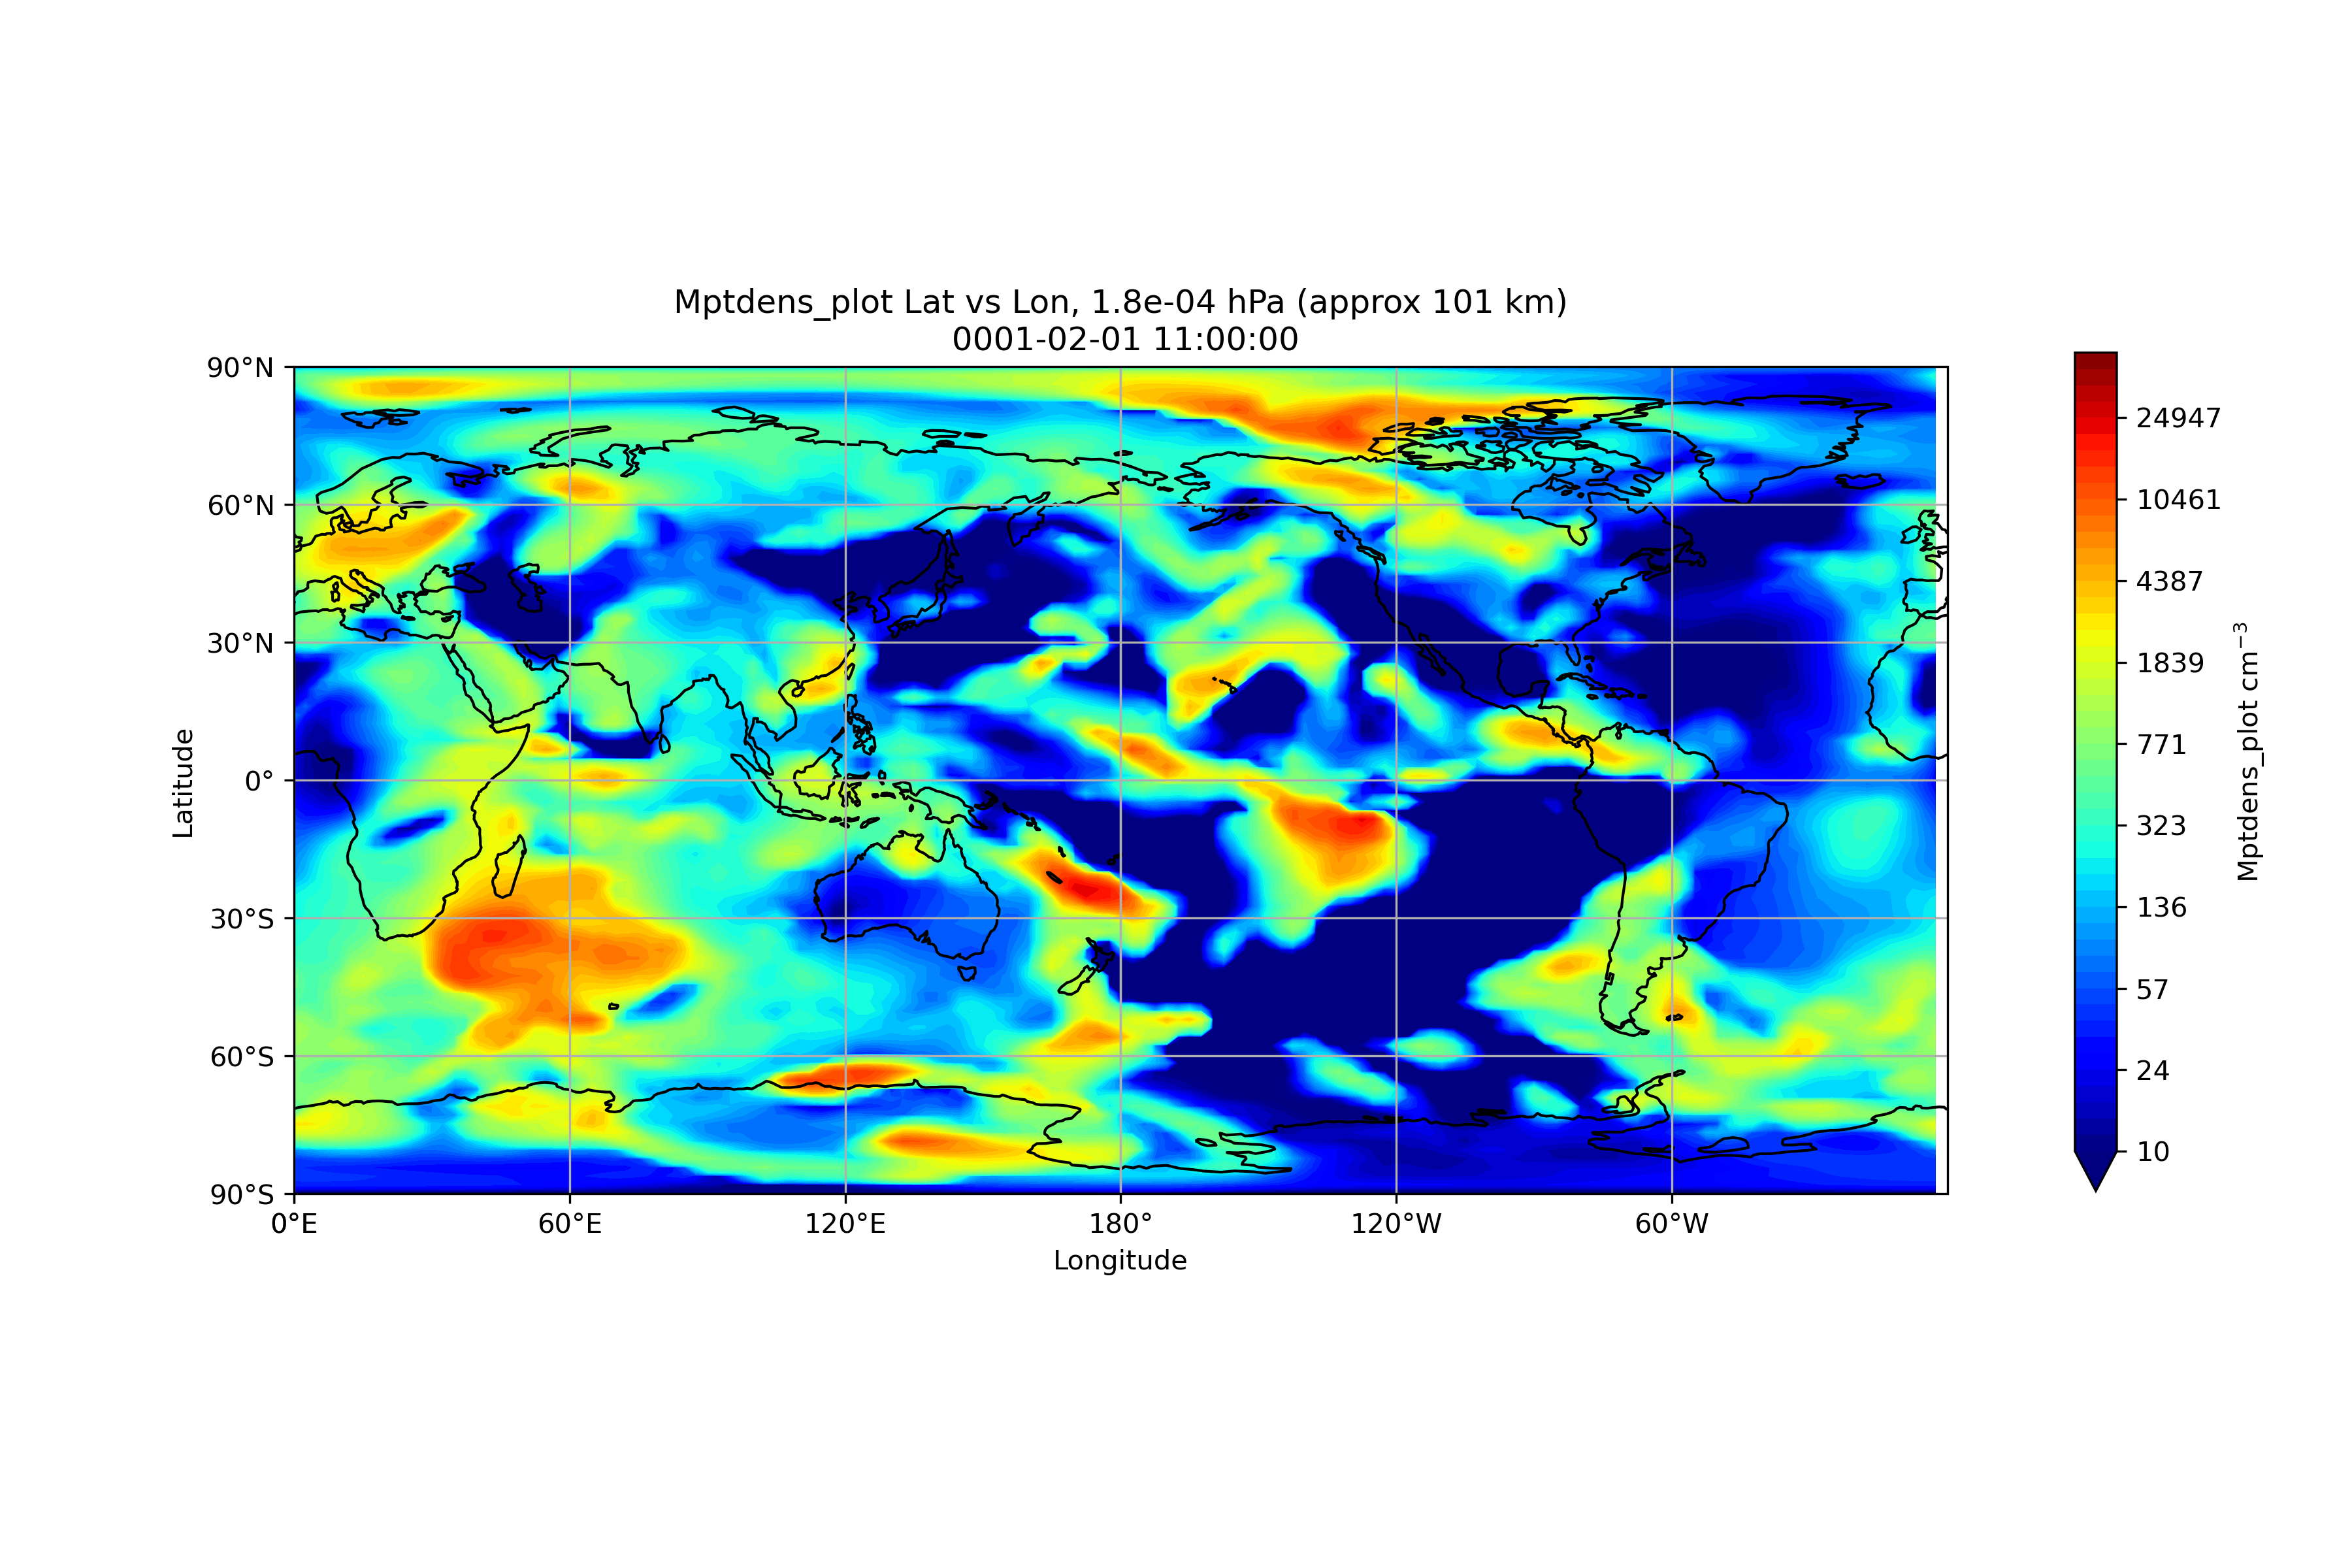 Mptdens_plot Lat vs Lon, 1.8e-04 hPa (approx 101 km)
0001-02-01 11:00:00
90°N
60°N
30°N
0°
30°S
60°S
90°S
Latitude
0°E
60°E
120°E
180°
120°W
60°W
Longitude
24947
10461
4387
1839
771
323
136
57
24
10
Mptdens_plot cm⁻³